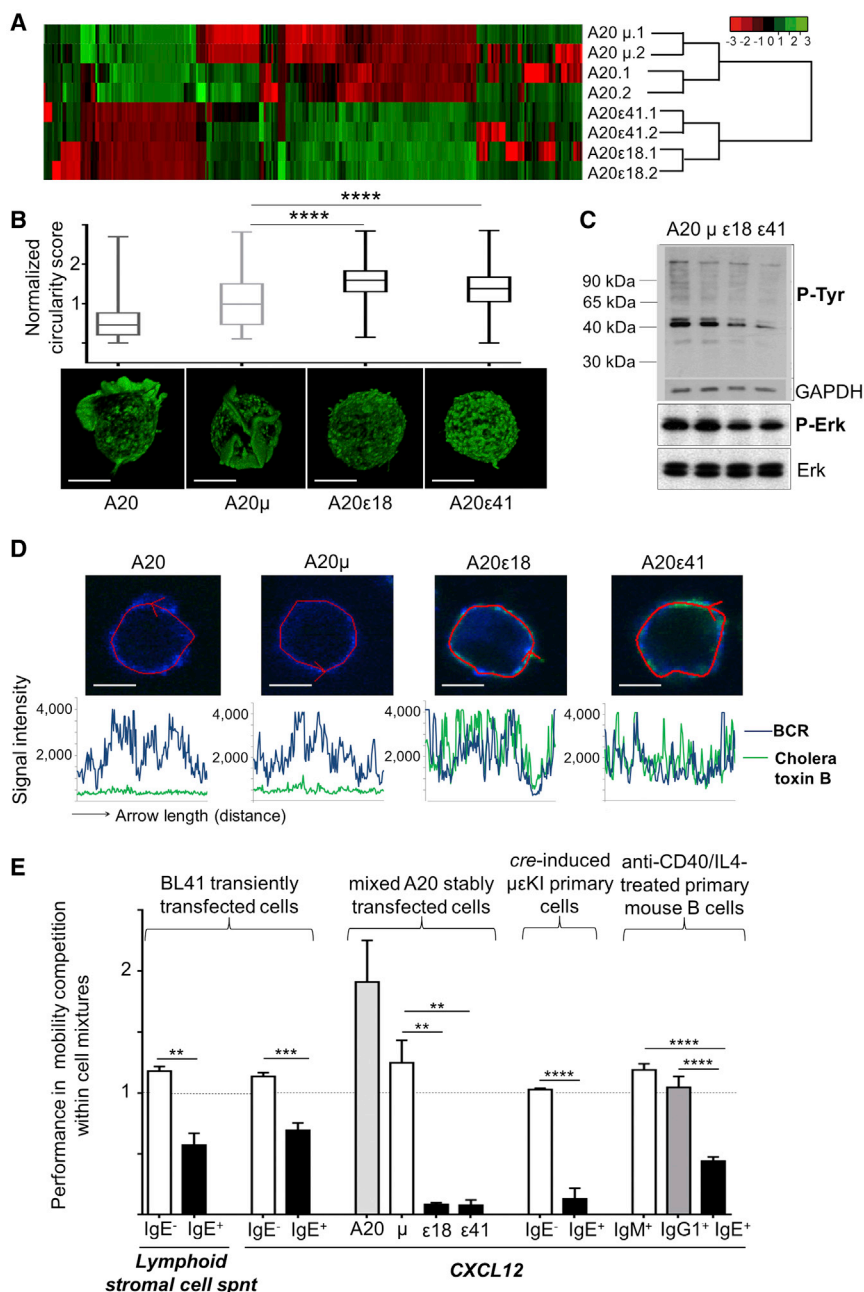 A
A20 µ.1
A20 µ.2
A20.1
A20.2
A20ε41.1
A20ε41.2
A20ε18.1
A20ε18.2
-3 -2 -1 0 1 2 3
B
****
****
Normalized
circularity score
1
A20
A20µ
A20ε18
A20ε41
C
A20 µ ε18 ε41
90 kDa
65 kDa
40 kDa
30 kDa
P-Tyr
GAPDH
P-Erk
Erk
D
A20
A20µ
A20ε18
A20ε41
Signal intensity
4,000
2,000
4,000
2,000
4,000
2,000
4,000
2,000
BCR
Cholera
toxin B
Arrow length (distance)
E
BL41 transiently
transfected cells
mixed A20 stably
transfected cells
cre-induced
µεKI primary
cells
anti-CD40/IL4-
treated primary
mouse B cells
Performance in mobility competition
within cell mixtures
2
1
**
***
**
**
****
****
****
IgE- IgE+
IgE- IgE+
A20 µ ε18 ε41
IgE- IgE+
IgM+ IgG1+ IgE+
Lymphoid
stromal cell spnt
CXCL12